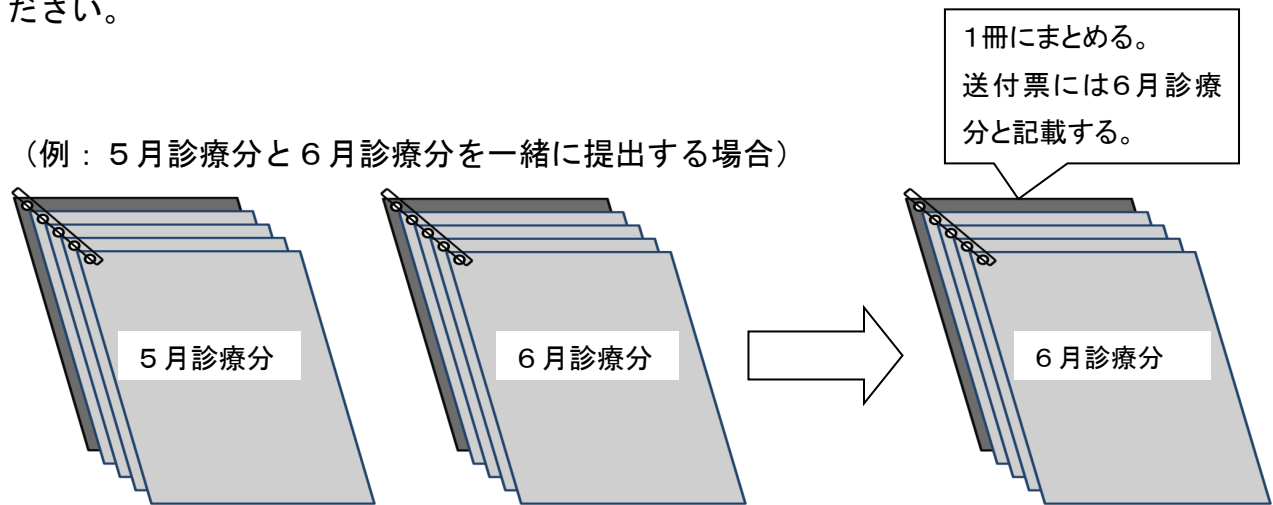 ださい。
１冊にまとめる。
送付票には６月診療
分と記載する。
（例：５月診療分と６月診療分を一緒に提出する場合）
５月診療分
６月診療分
６月診療分